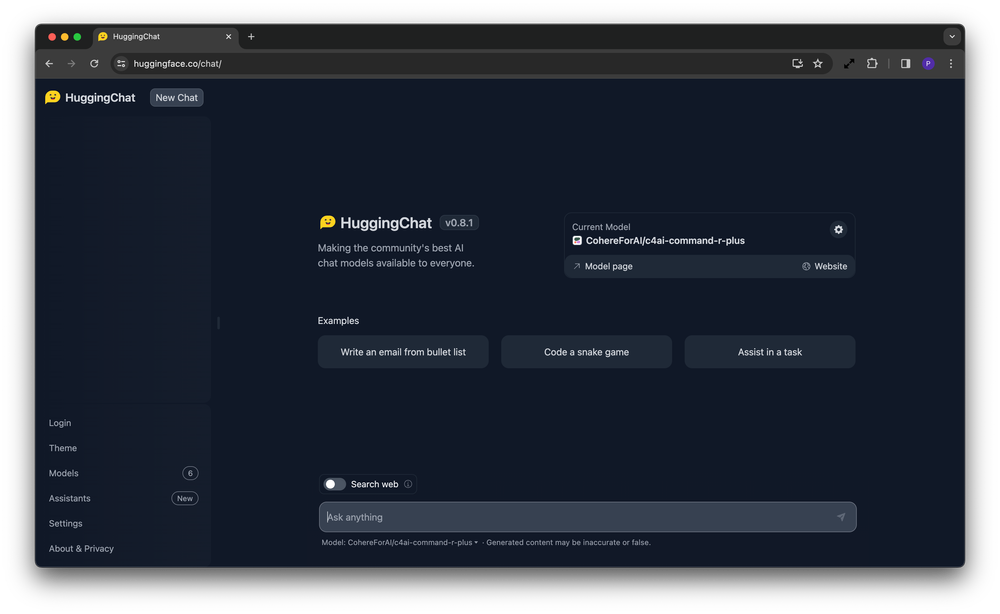 HuggingChat
huggingface.co/chat/
P
HuggingChat
New Chat
HuggingChat v0.8.1
Making the community's best AI
chat models available to everyone.
Current Model
CohereForAI/c4ai-command-r-plus
Model page
Website
Examples
Write an email from bullet list
Code a snake game
Assist in a task
Login
Theme
Models 6
Assistants New
Settings
About & Privacy
Search web
Ask anything
Model: CohereForAI/c4ai-command-r-plus · Generated content may be inaccurate or false.